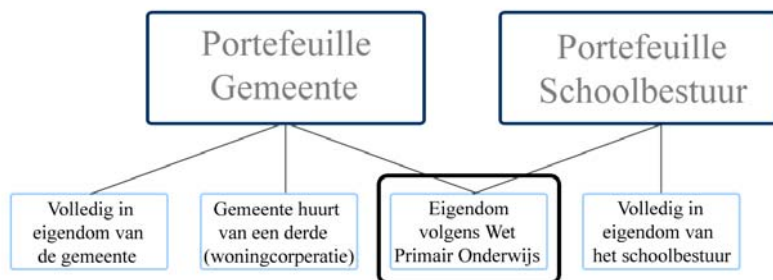 Portefeuille
Gemeente
Portefeuille
Schoolbestuur
Volledig in
eigendom van
de gemeente
Gemeente huurt
van een derde
(woningcorperatie)
Eigendom
volgens Wet
Primair Onderwijs
Volledig in
eigendom van
het schoolbestuur